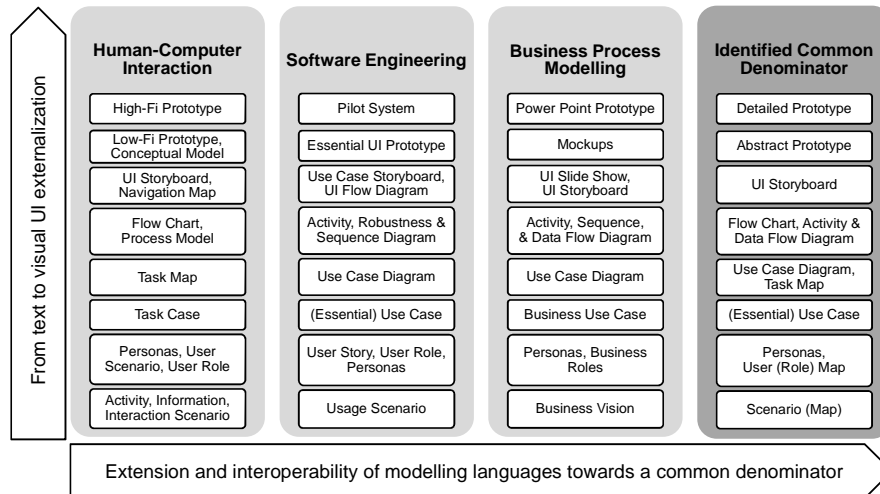 From text to visual UI externalization
Human-Computer
Interaction
High-Fi Prototype
Low-Fi Prototype,
Conceptual Model
UI Storyboard,
Navigation Map
Flow Chart,
Process Model
Task Map
Task Case
Personas, User
Scenario, User Role
Activity, Information,
Interaction Scenario
Software Engineering
Pilot System
Essential UI Prototype
Use Case Storyboard,
UI Flow Diagram
Activity, Robustness &
Sequence Diagram
Use Case Diagram
(Essential) Use Case
User Story, User Role,
Personas
Usage Scenario
Business Process
Modelling
Power Point Prototype
Mockups
UI Slide Show,
UI Storyboard
Activity, Sequence,
& Data Flow Diagram
Use Case Diagram
Business Use Case
Personas, Business
Roles
Business Vision
Identified Common
Denominator
Detailed Prototype
Abstract Prototype
UI Storyboard
Flow Chart, Activity &
Data Flow Diagram
Use Case Diagram,
Task Map
(Essential) Use Case
Personas,
User (Role) Map
Scenario (Map)
Extension and interoperability of modelling languages towards a common denominator